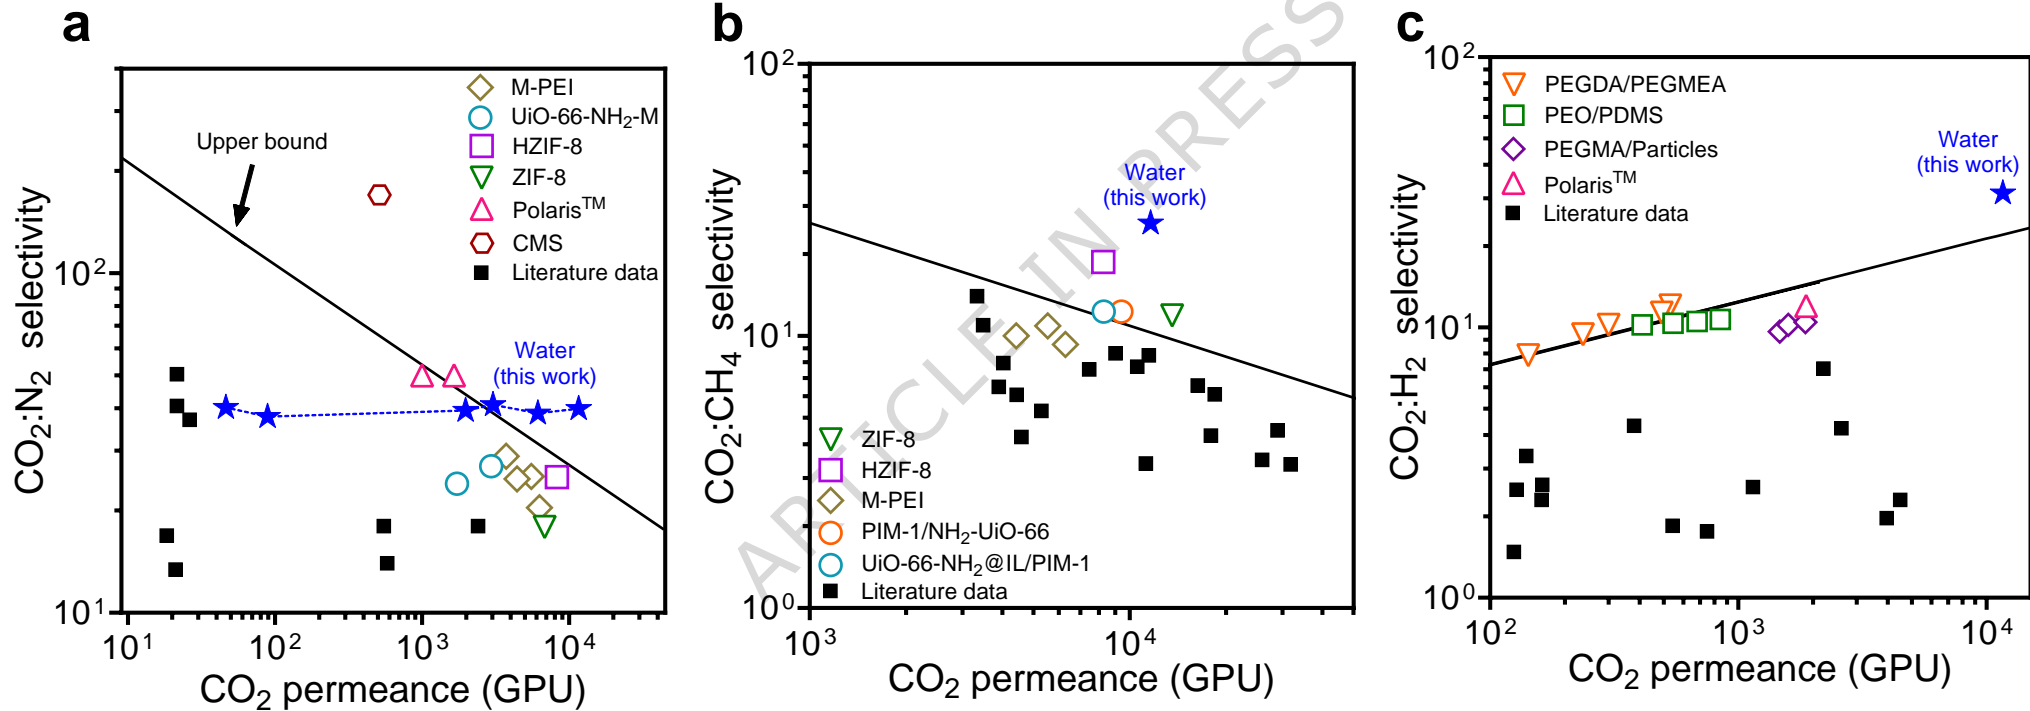 a
10²
10¹
10¹
10²
10³
10⁴
CO₂:N₂ selectivity
CO₂ permeance (GPU)
Upper bound
M-PEI
UiO-66-NH₂-M
HZIF-8
ZIF-8
Polaris™
CMS
Literature data
Water
(this work)
b
10²
10¹
10⁰
10³
10⁴
CO₂:CH₄ selectivity
CO₂ permeance (GPU)
Water
(this work)
ZIF-8
HZIF-8
M-PEI
PIM-1/NH₂-UiO-66
UiO-66-NH₂@IL/PIM-1
Literature data
ARTICLE IN PRESS
c
10²
10¹
10⁰
10²
10³
10⁴
CO₂:H₂ selectivity
CO₂ permeance (GPU)
PEGDA/PEGMEA
PEO/PDMS
PEGMA/Particles
Polaris™
Literature data
Water
(this work)